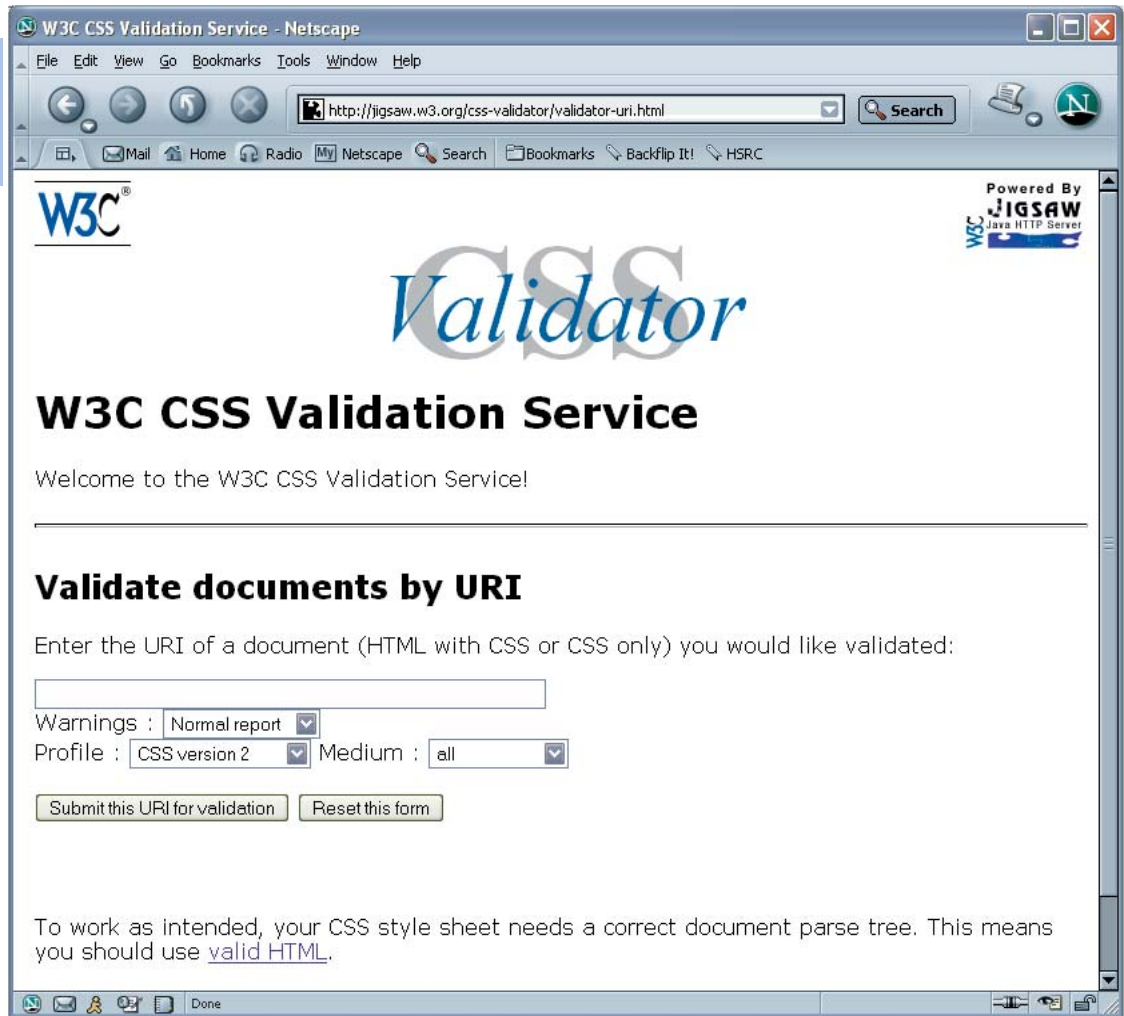 W3C CSS Validation Service - Netscape
File Edit View Go Bookmarks Tools Window Help
http://jigsaw.w3.org/css-validator/validator-uri.html Search N
Mail Home Radio My Netscape Search Bookmarks Backflip It! HSRC
W3C®
Powered By
JIGSAW
Java HTTP Server
W3C
CSS
Validator
W3C CSS Validation Service
Welcome to the W3C CSS Validation Service!
Validate documents by URI
Enter the URI of a document (HTML with CSS or CSS only) you would like validated:
Warnings : Normal report
Profile : CSS version 2 Medium : all
Submit this URI for validation Reset this form
To work as intended, your CSS style sheet needs a correct document parse tree. This means
you should use valid HTML.
Done